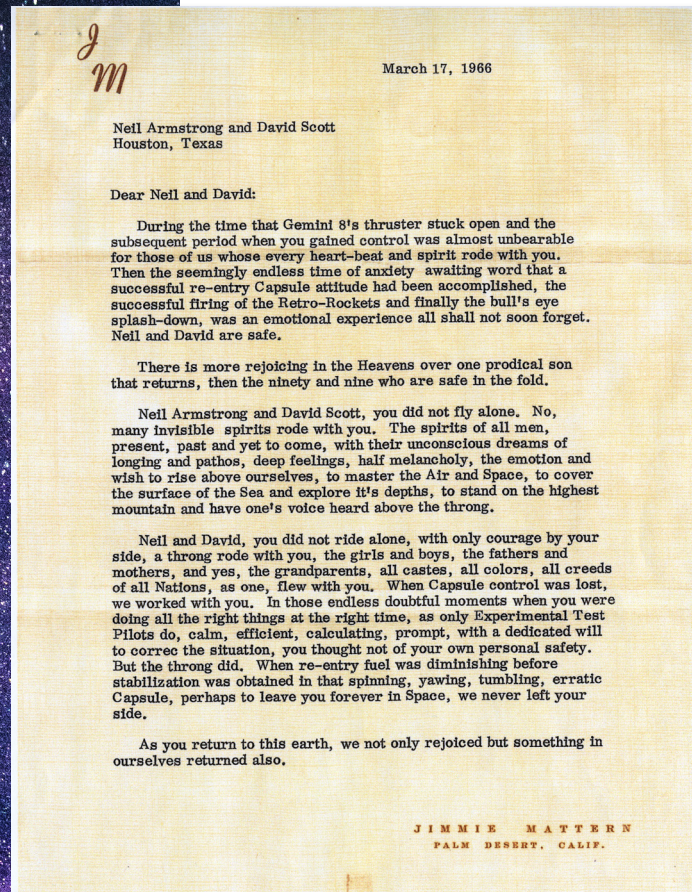 J
M
March 17, 1966
Neil Armstrong and David Scott
Houston, Texas
Dear Neil and David:
During the time that Gemini 8's thruster stuck open and the
subsequent period when you gained control was almost unbearable
for those of us whose every heart-beat and spirit rode with you.
Then the seemingly endless time of anxiety awaiting word that a
successful re-entry Capsule attitude had been accomplished, the
successful firing of the Retro-Rockets and finally the bull's eye
splash-down, was an emotional experience all shall not soon forget.
Neil and David are safe.
There is more rejoicing in the Heavens over one prodical son
that returns, then the ninety and nine who are safe in the fold.
Neil Armstrong and David Scott, you did not fly alone. No,
many invisible spirits rode with you. The spirits of all men,
present, past and yet to come, with their unconscious dreams of
longing and pathos, deep feelings, half melancholy, the emotion and
wish to rise above ourselves, to master the Air and Space, to cover
the surface of the Sea and explore it's depths, to stand on the highest
mountain and have one's voice heard above the throng.
Neil and David, you did not ride alone, with only courage by your
side, a throng rode with you, the girls and boys, the fathers and
mothers, and yes, the grandparents, all castes, all colors, all creeds
of all Nations, as one, flew with you. When Capsule control was lost,
we worked with you. In those endless doubtful moments when you were
doing all the right things at the right time, as only Experimental Test
Pilots do, calm, efficient, calculating, prompt, with a dedicated will
to correc the situation, you thought not of your own personal safety.
But the throng did. When re-entry fuel was diminishing before
stabilization was obtained in that spinning, yawing, tumbling, erratic
Capsule, perhaps to leave you forever in Space, we never left your
side.
As you return to this earth, we not only rejoiced but something in
ourselves returned also.
JIMMIE MATTERN
PALM DESERT, CALIF.